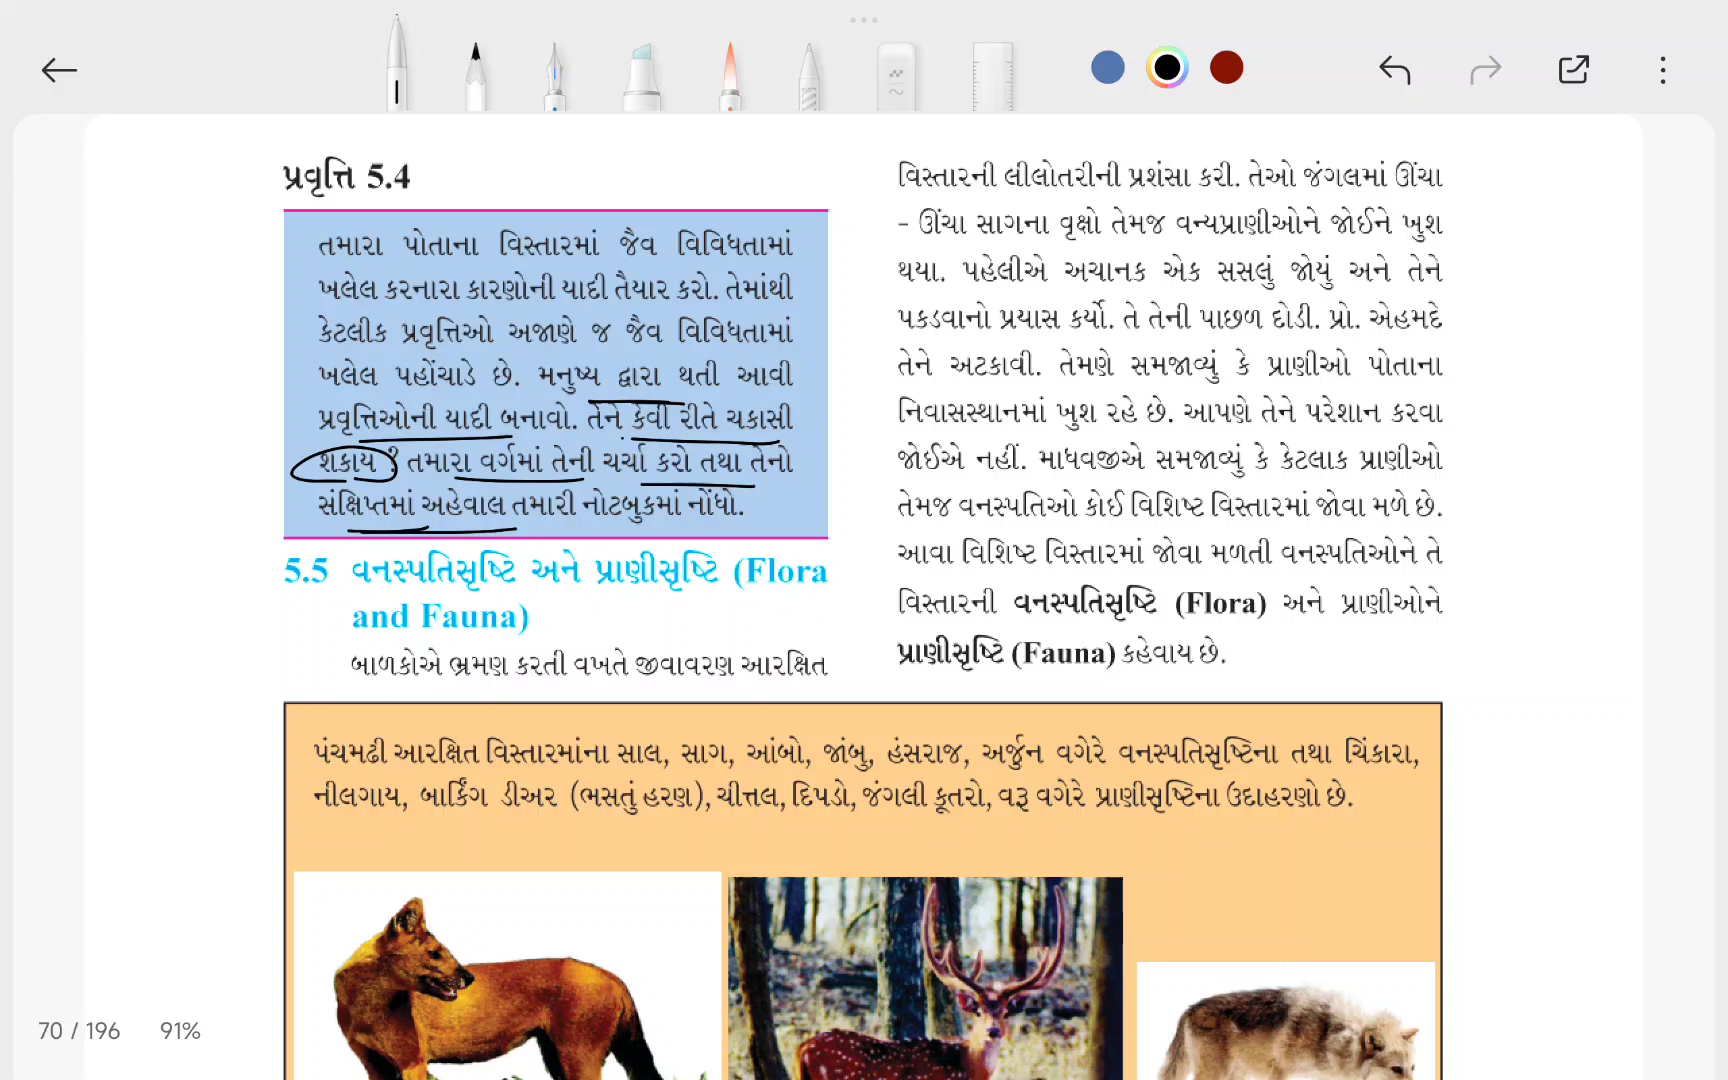 પ્રવૃત્તિ 5.4
તમારા પોતાના વિસ્તારમાં જૈવ વિવિધતામાં
ખલેલ કરનારા કારણોની યાદી તૈયાર કરો. તેમાંથી
કેટલીક પ્રવૃત્તિઓ અજાણે જ જૈવ વિવિધતામાં
ખલેલ પહોંચાડે છે. મનુષ્ય દ્વારા થતી આવી
પ્રવૃત્તિઓની યાદી બનાવો. તેને કેવી રીતે ચકાસી
શકાય ? તમારા વર્ગમાં તેની ચર્ચા કરો તથા તેનો
સંક્ષિપ્તમાં અહેવાલ તમારી નોટબુકમાં નોંધો.
5.5 વનસ્પતિસૃષ્ટિ અને પ્રાણીસૃષ્ટિ (Flora
and Fauna)
બાળકોએ ભ્રમણ કરતી વખતે જીવાવરણ આરક્ષિત
વિસ્તારની લીલોતરીની પ્રશંસા કરી. તેઓ જંગલમાં ઊંચા
- ઊંચા સાગના વૃક્ષો તેમજ વન્યપ્રાણીઓને જોઈને ખુશ
થયા. પહેલીએ અચાનક એક સસલું જોયું અને તેને
પકડવાનો પ્રયાસ કર્યો. તે તેની પાછળ દોડી. પ્રો. એહમદે
તેને અટકાવી. તેમણે સમજાવ્યું કે પ્રાણીઓ પોતાના
નિવાસસ્થાનમાં ખુશ રહે છે. આપણે તેને પરેશાન કરવા
જોઈએ નહીં. માધવજીએ સમજાવ્યું કે કેટલાક પ્રાણીઓ
તેમજ વનસ્પતિઓ કોઈ વિશિષ્ટ વિસ્તારમાં જોવા મળે છે.
આવા વિશિષ્ટ વિસ્તારમાં જોવા મળતી વનસ્પતિઓને તે
વિસ્તારની વનસ્પતિસૃષ્ટિ (Flora) અને પ્રાણીઓને
પ્રાણીસૃષ્ટિ (Fauna) કહેવાય છે.
પંચમઢી આરક્ષિત વિસ્તારમાંના સાલ, સાગ, આંબો, જાંબુ, હંસરાજ, અર્જુન વગેરે વનસ્પતિસૃષ્ટિના તથા ચિંકારા,
નીલગાય, બાર્કિંગ ડીઅર (ભસતું હરણ), ચીત્તલ, દિપડો, જંગલી કૂતરો, વરૂ વગેરે પ્રાણીસૃષ્ટિના ઉદાહરણો છે.
70 / 196 91%